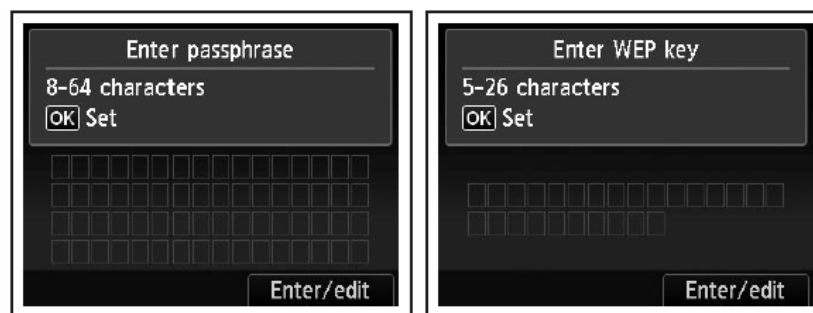 Enter passphrase
8-64 characters
OK Set
Enter/edit
Enter WEP key
5-26 characters
OK Set
Enter/edit